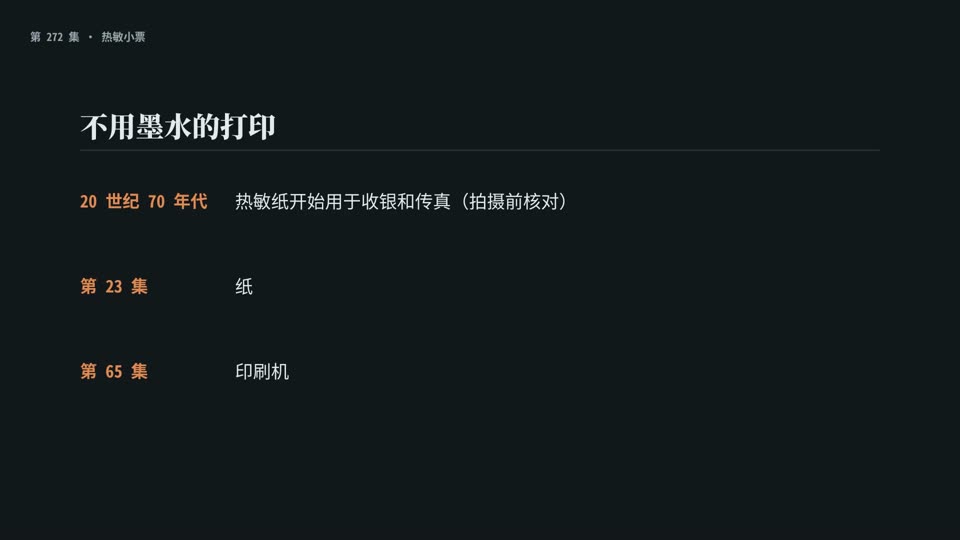 第 272 集 · 热敏小票
不用墨水的打印
20 世纪 70 年代 热敏纸开始用于收银和传真（拍摄前核对）
第 23 集 纸
第 65 集 印刷机